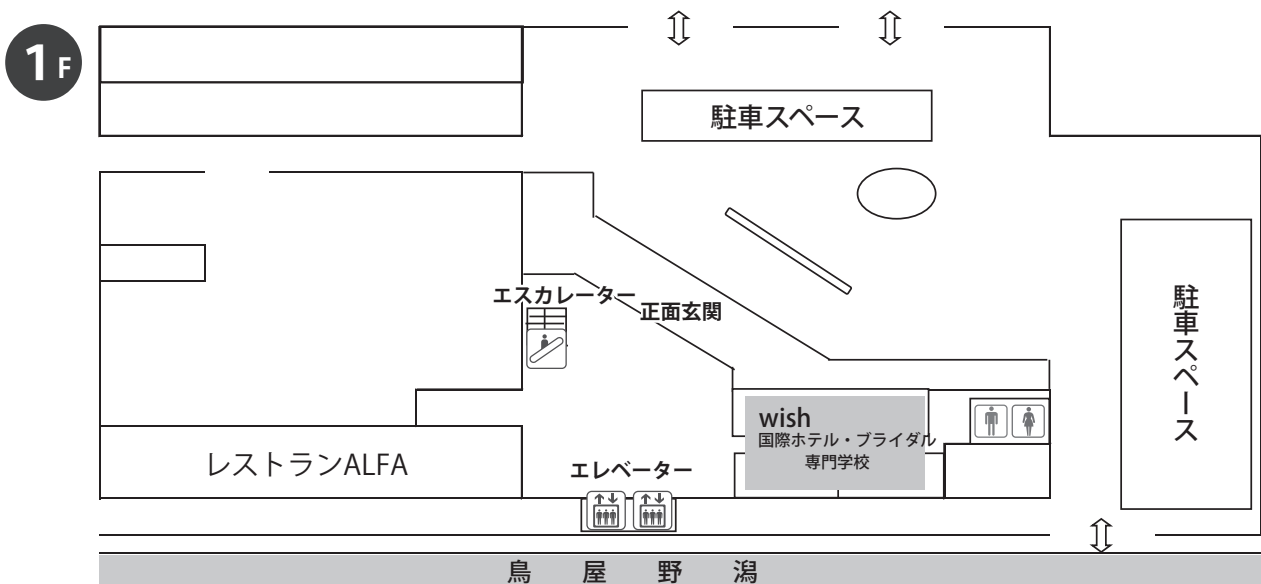 1F
駐車スペース
エスカレーター
正面玄関
駐車スペース
wish
国際ホテル・ブライダル
専門学校
レストランALFA
エレベーター
鳥屋野潟